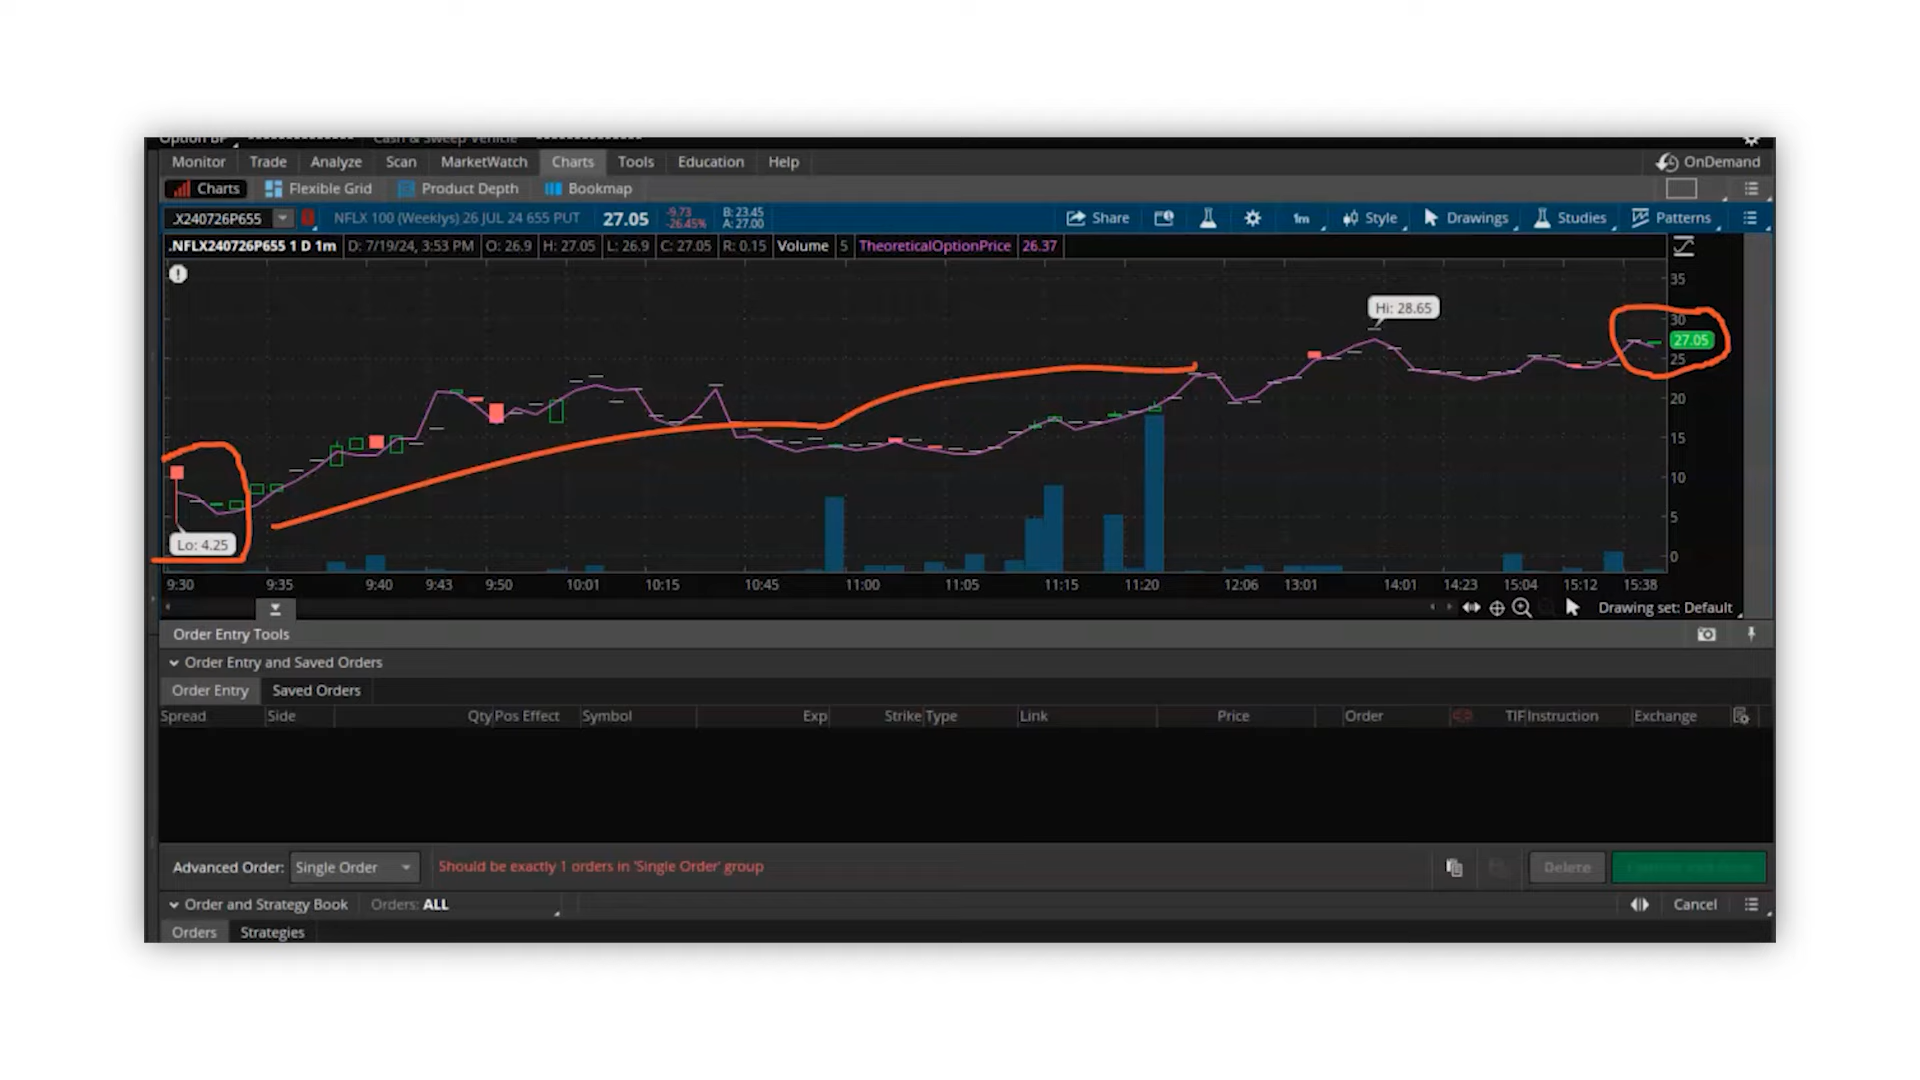 Monitor Trade Analyze Scan MarketWatch Charts Tools Education Help OnDemand
Charts Flexible Grid Product Depth Bookmap
.X240726P655 NFLX 100 (Weeklys) 26 JUL 24 655 PUT 27.05 -9.73 -26.45% B: 23.45 A: 27.00 Share 1m Style Drawings Studies Patterns
.NFLX240726P655 1 D 1m D: 7/19/24, 3:53 PM O: 26.9 H: 27.05 L: 26.9 C: 27.05 R: 0.15 Volume 5 TheoreticalOptionPrice 26.37
35
Hi: 28.65
30
27.05
25
20
15
10
5
Lo: 4.25
0
9:30 9:35 9:40 9:43 9:50 10:01 10:15 10:45 11:00 11:05 11:15 11:20 12:06 13:01 14:01 14:23 15:04 15:12 15:38
Drawing set: Default
Order Entry Tools
Order Entry and Saved Orders
Order Entry Saved Orders
Spread Side Qty Pos Effect Symbol Exp Strike Type Link Price Order TIF Instruction Exchange
Advanced Order: Single Order Should be exactly 1 orders in 'Single Order' group Delete
Order and Strategy Book Orders: ALL Cancel
Orders Strategies